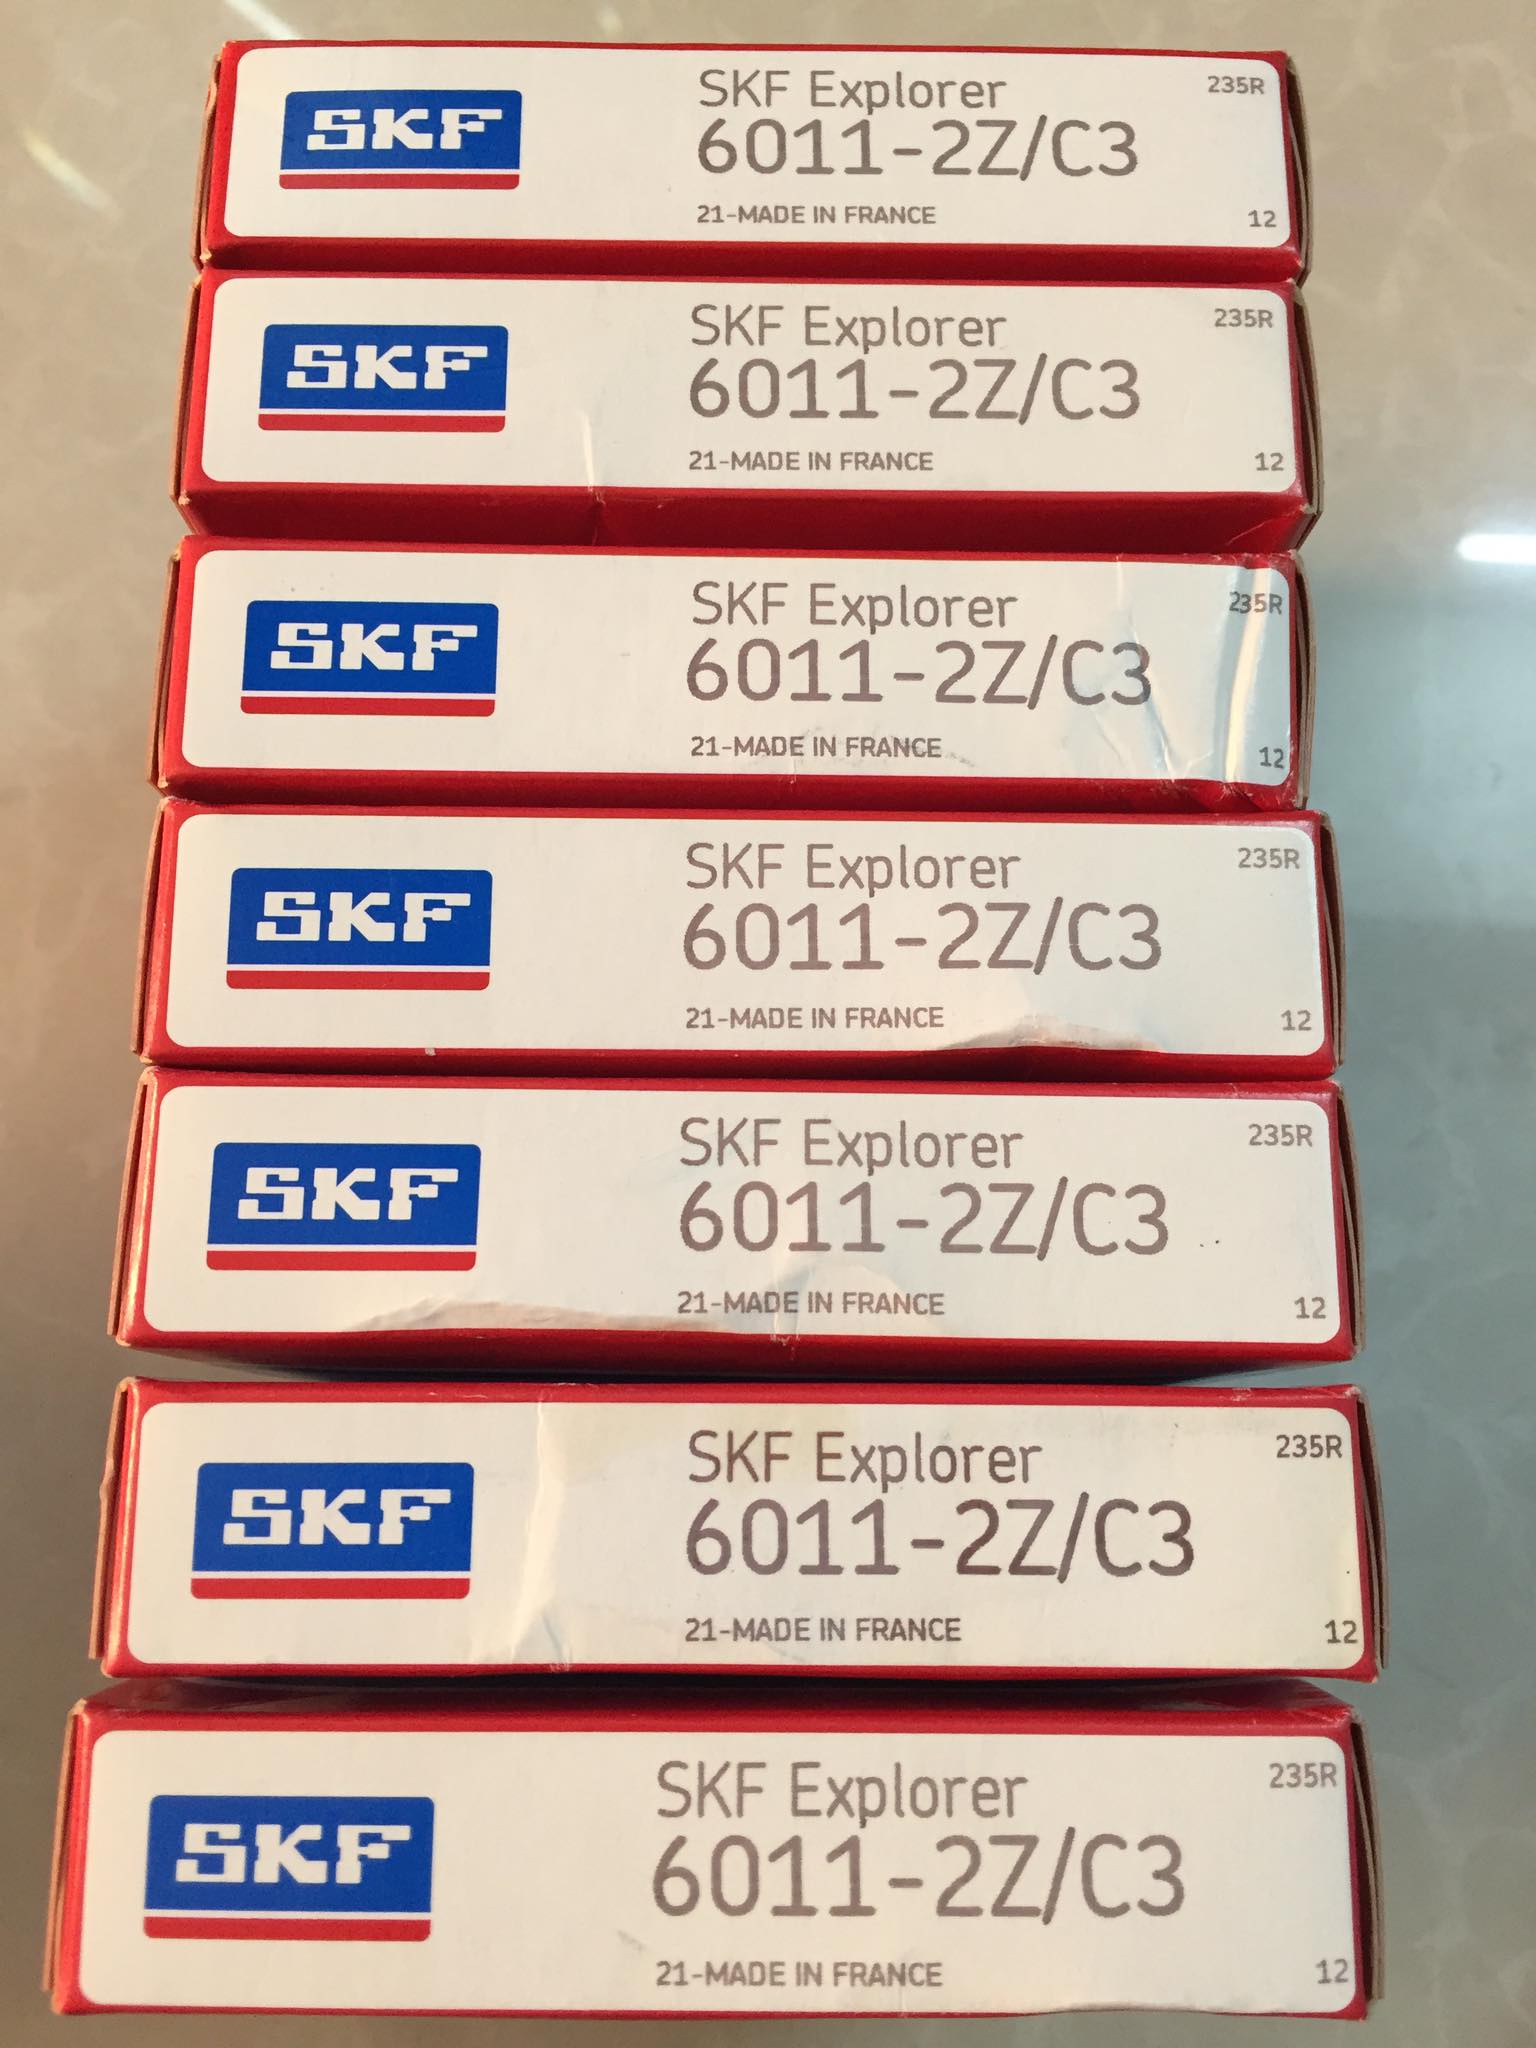 SKF
SKF Explorer
235R
6011-2Z/C3
21-MADE IN FRANCE
12
SKF
SKF Explorer
235R
6011-2Z/C3
21-MADE IN FRANCE
12
SKF
SKF Explorer
235R
6011-2Z/C3
21-MADE IN FRANCE
12
SKF
SKF Explorer
235R
6011-2Z/C3
21-MADE IN FRANCE
12
SKF
SKF Explorer
235R
6011-2Z/C3
21-MADE IN FRANCE
12
SKF
SKF Explorer
235R
6011-2Z/C3
21-MADE IN FRANCE
12
SKF
SKF Explorer
235R
6011-2Z/C3
21-MADE IN FRANCE
12